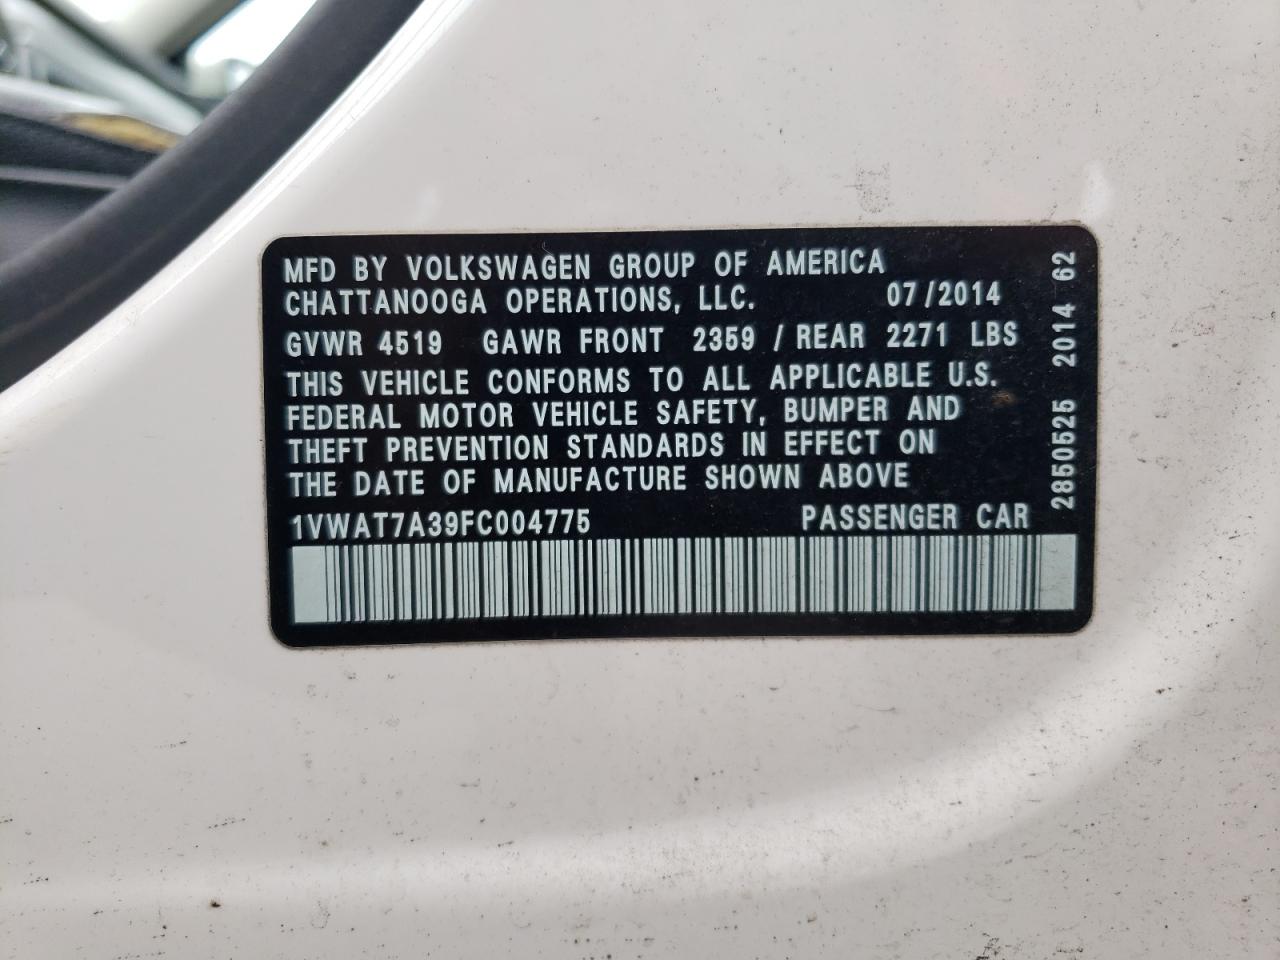 MFD BY VOLKSWAGEN GROUP OF AMERICA
CHATTANOOGA OPERATIONS, LLC. 07/2014
GVWR 4519 GAWR FRONT 2359 / REAR 2271 LBS
THIS VEHICLE CONFORMS TO ALL APPLICABLE U.S.
FEDERAL MOTOR VEHICLE SAFETY, BUMPER AND
THEFT PREVENTION STANDARDS IN EFFECT ON
THE DATE OF MANUFACTURE SHOWN ABOVE
1VWAT7A39FC004775 PASSENGER CAR
2850525 2014 62